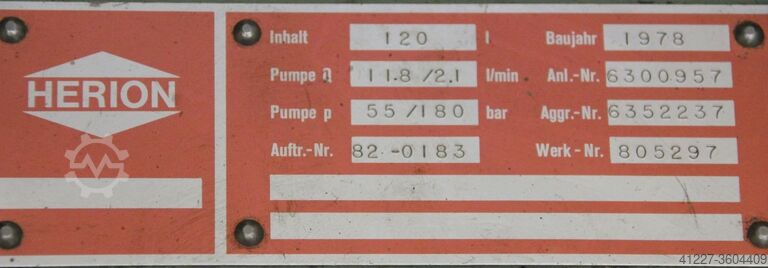 HERION
Inhalt 120 l Baujahr 1978
Pumpe Q 11.8/2.1 l/min Anl.-Nr. 6300957
Pumpe p 55/180 bar Aggr.-Nr. 6352237
Auftr.-Nr. 82-0183 Werk-Nr. 805297
41227-3604409